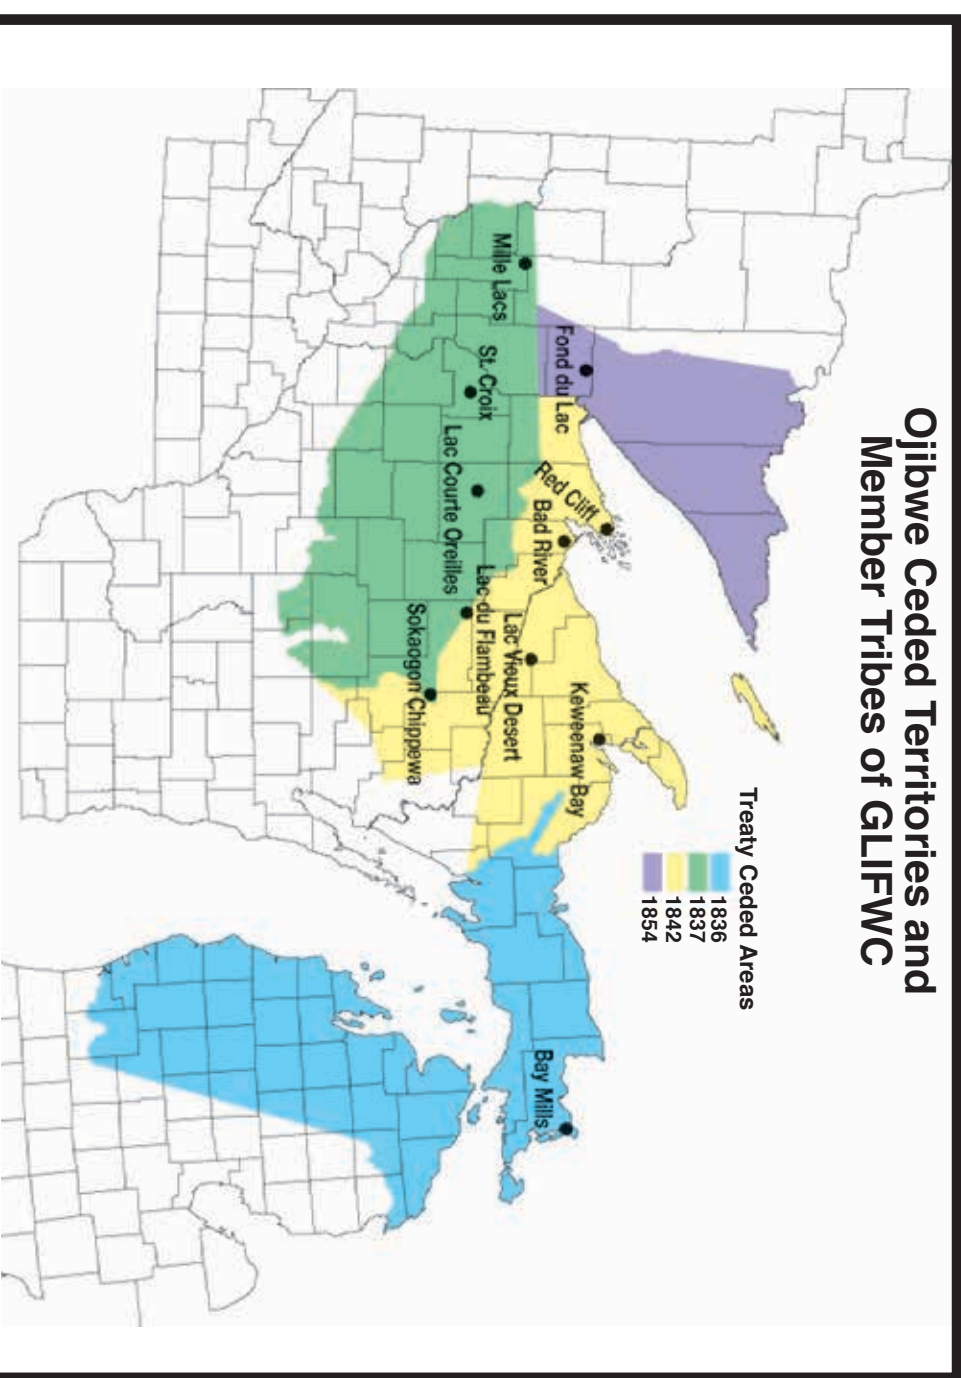 Ojibwe Ceded Territories and
Member Tribes of GLIFWC
Treaty Ceded Areas
1836
1837
1842
1854
Mille Lacs
Fond du Lac
St. Croix
Red Cliff
Lac Courte Oreilles
Bad River
Lac du Flambeau
Lac Vieux Desert
Sokaogon Chippewa
Keweenaw Bay
Bay Mills